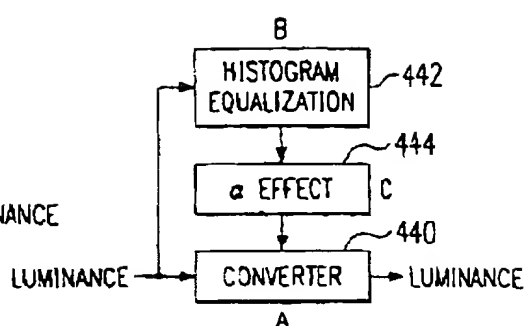 B
HISTOGRAM
EQUALIZATION
442
444
α EFFECT
C
NANCE
440
LUMINANCE
CONVERTER
LUMINANCE
A